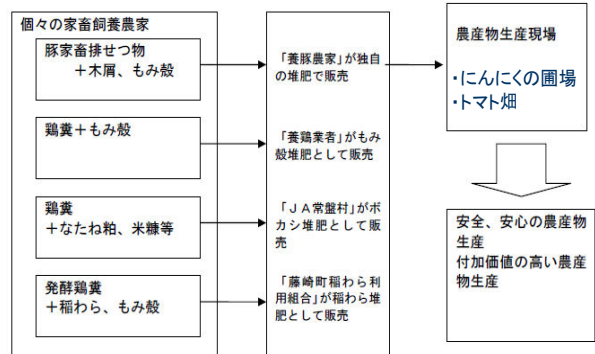 個々の家畜飼養農家
豚家畜排せつ物
＋木屑、もみ殻
鶏糞＋もみ殻
鶏糞
＋なたね粕、米糠等
発酵鶏糞
＋稲わら、もみ殻
「養豚農家」が独自
の堆肥で販売
「養鶏業者」がもみ
殻堆肥として販売
「ＪＡ常盤村」がボ
カシ堆肥として販
売
「藤崎町稲わら利
用組合」が稲わら堆
肥として販売
農産物生産現場
・にんにくの圃場
・トマト畑
安全、安心の農産物
生産
付加価値の高い農産
物生産